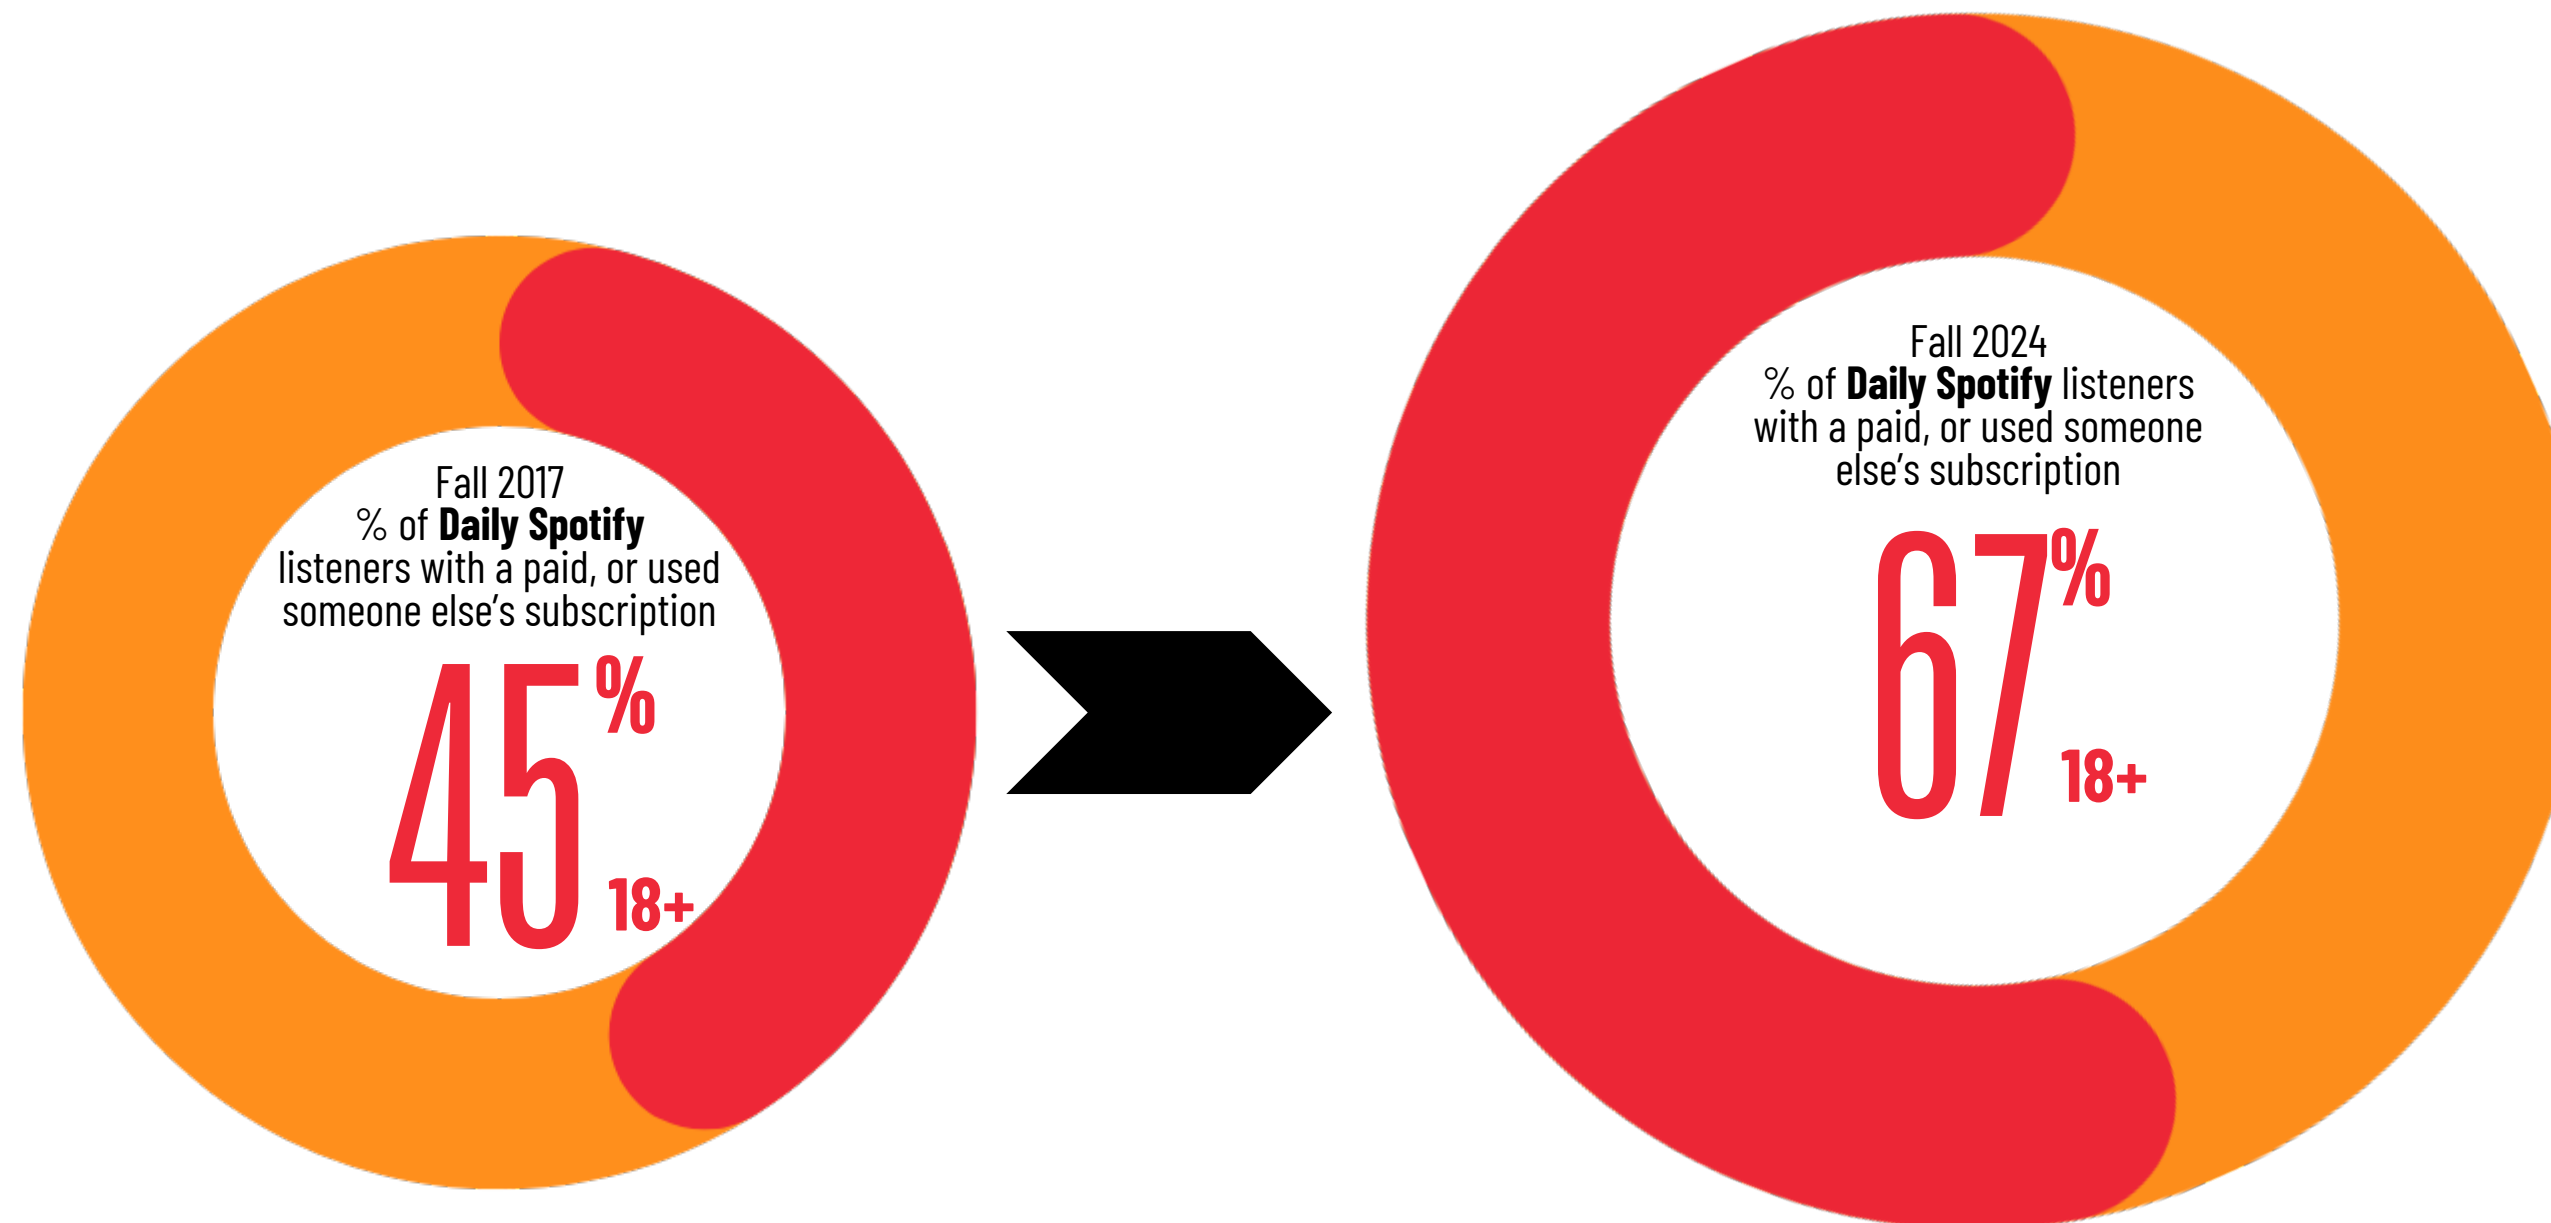 Fall 2017
% of Daily Spotify
listeners with a paid, or used
someone else's subscription
45%
18+
Fall 2024
% of Daily Spotify listeners
with a paid, or used someone
else's subscription
67%
18+